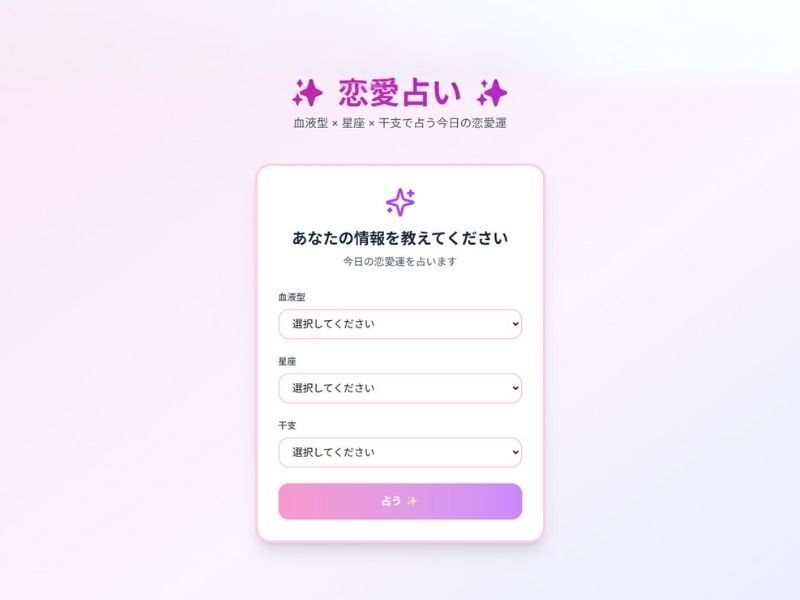 ✨ 恋愛占い ✨
血液型 × 星座 × 干支で占う今日の恋愛運
あなたの情報を教えてください
今日の恋愛運を占います
血液型
選択してください
星座
選択してください
干支
選択してください
占う ✨